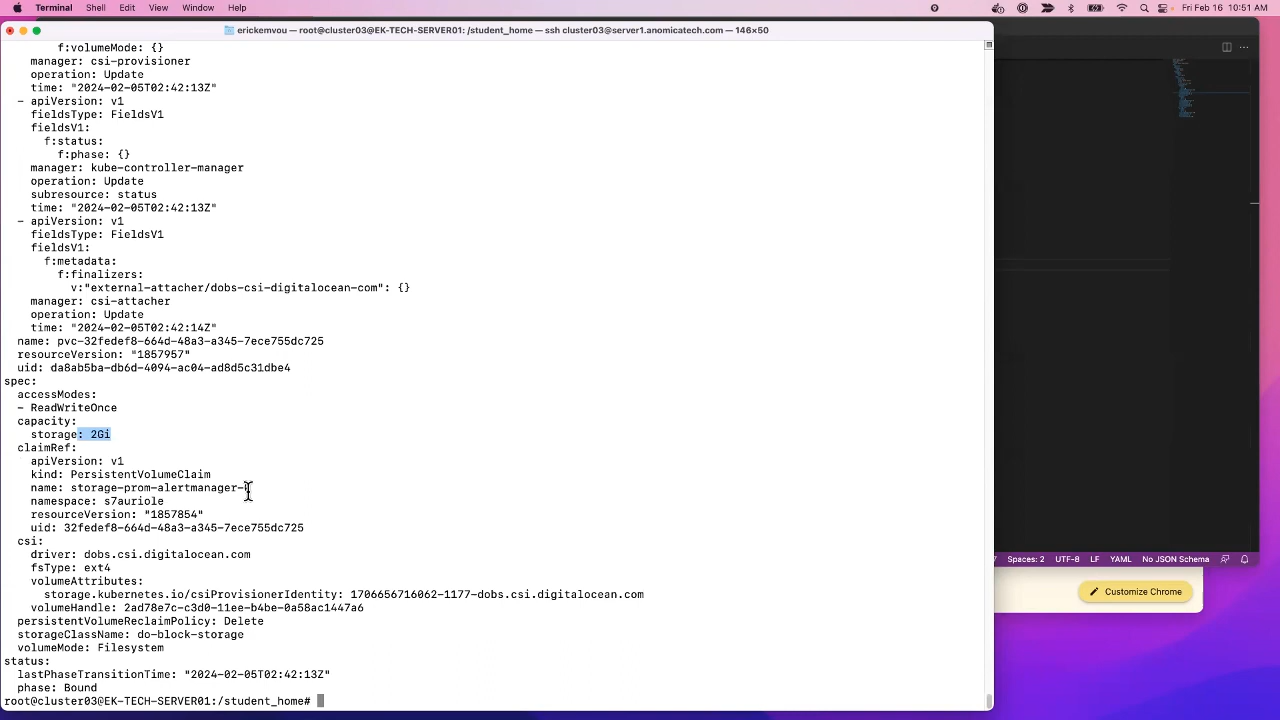 Terminal Shell Edit View Window Help Fri Feb 16 10:51 AM
erickemvou — root@cluster03@EK-TECH-SERVER01: /student_home — ssh cluster03@server1.anomicatech.com — 146×50
f:volumeMode: {}
manager: csi-provisioner
operation: Update
time: "2024-02-05T02:42:13Z"
- apiVersion: v1
fieldsType: FieldsV1
fieldsV1:
f:status:
f:phase: {}
manager: kube-controller-manager
operation: Update
subresource: status
time: "2024-02-05T02:42:13Z"
- apiVersion: v1
fieldsType: FieldsV1
fieldsV1:
f:metadata:
f:finalizers:
v:"external-attacher/dobs-csi-digitalocean-com": {}
manager: csi-attacher
operation: Update
time: "2024-02-05T02:42:14Z"
name: pvc-32fedef8-664d-48a3-a345-7ece755dc725
resourceVersion: "1857957"
uid: da8ab5ba-db6d-4094-ac04-ad8d5c31dbe4
spec:
accessModes:
- ReadWriteOnce
capacity:
storage: 2Gi
claimRef:
apiVersion: v1
kind: PersistentVolumeClaim
name: storage-prom-alertmanager-
namespace: s7auriole
resourceVersion: "1857854"
uid: 32fedef8-664d-48a3-a345-7ece755dc725
csi:
driver: dobs.csi.digitalocean.com
fsType: ext4
volumeAttributes:
storage.kubernetes.io/csiProvisionerIdentity: 1706656716062-1177-dobs.csi.digitalocean.com
volumeHandle: 2ad78e7c-c3d0-11ee-b4be-0a58ac1447a6
persistentVolumeReclaimPolicy: Delete
storageClassName: do-block-storage
volumeMode: Filesystem
status:
lastPhaseTransitionTime: "2024-02-05T02:42:13Z"
phase: Bound
root@cluster03@EK-TECH-SERVER01:/student_home#
Spaces: 2 UTF-8 LF YAML No JSON Schema
Customize Chrome